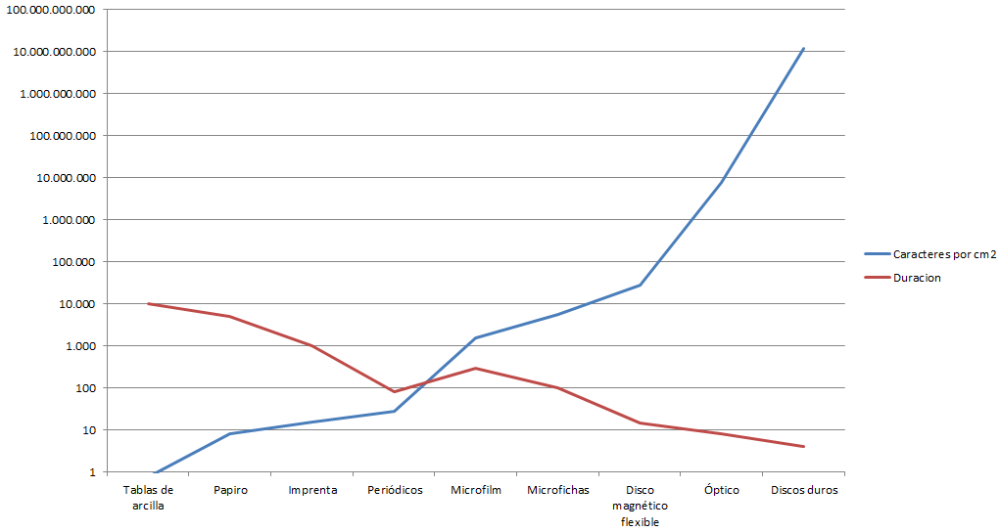 100.000.000.000
10.000.000.000
1.000.000.000
100.000.000
10.000.000
1.000.000
100.000
10.000
1.000
100
10
1
Tablas de
arcilla
Papiro
Imprenta
Periódicos
Microfilm
Microfichas
Disco
magnético
flexible
Óptico
Discos duros
Caracteres por cm2
Duracion